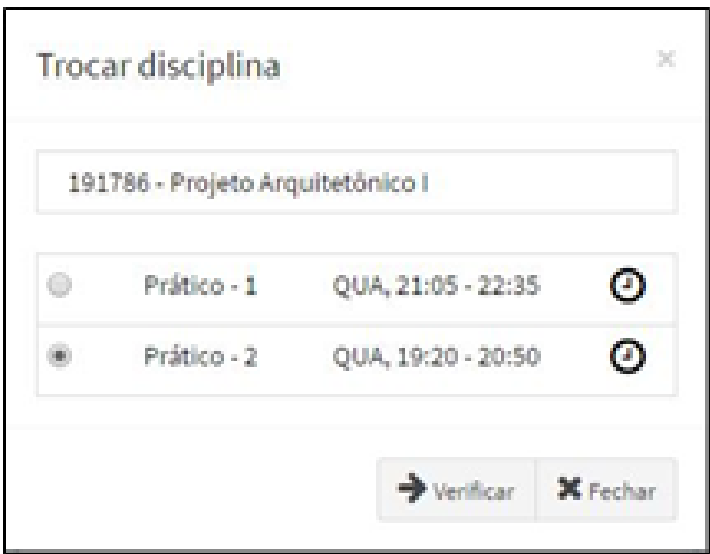 Trocar disciplina
191786 - Projeto Arquitetônico I
Prático - 1 QUA, 21:05 - 22:35
Prático - 2 QUA, 19:20 - 20:50
Verificar Fechar